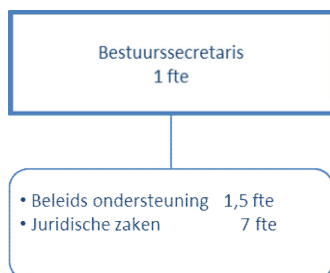 Bestuurssecretaris
1 fte
• Beleids ondersteuning 1,5 fte
• Juridische zaken 7 fte